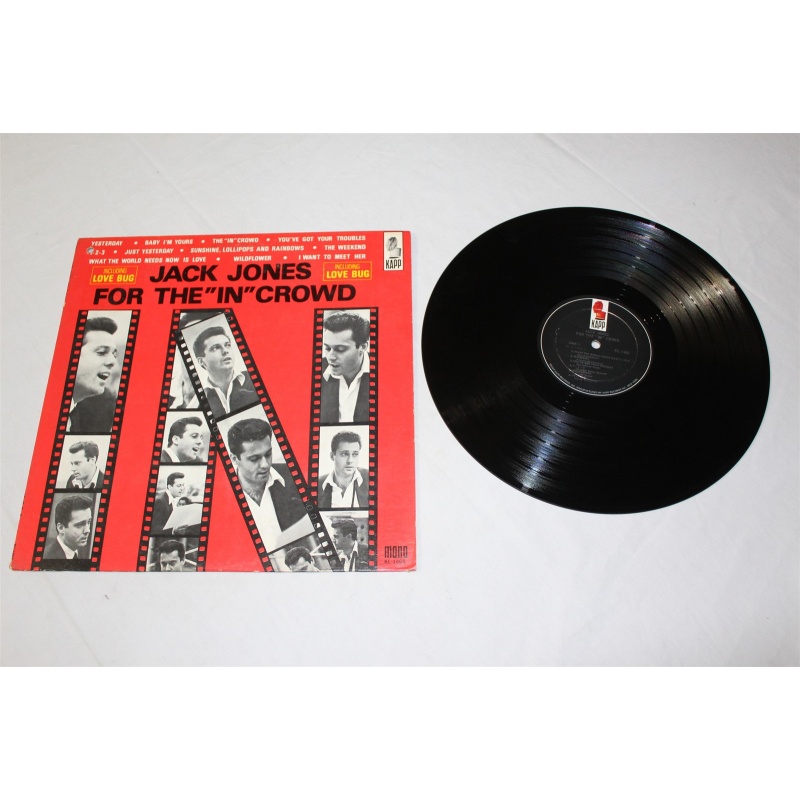 YESTERDAY • BABY I'M YOURS • THE "IN" CROWD • YOU'VE GOT YOUR TROUBLES
2-3 • JUST YESTERDAY • SUNSHINE, LOLLIPOPS AND RAINBOWS • THE WEEKEND
WHAT THE WORLD NEEDS NOW IS LOVE • WILDFLOWER • I WANT TO MEET HER
KAPP
INCLUDING
LOVE BUG
JACK JONES
INCLUDING
LOVE BUG
FOR THE "IN" CROWD
mono
KAPP